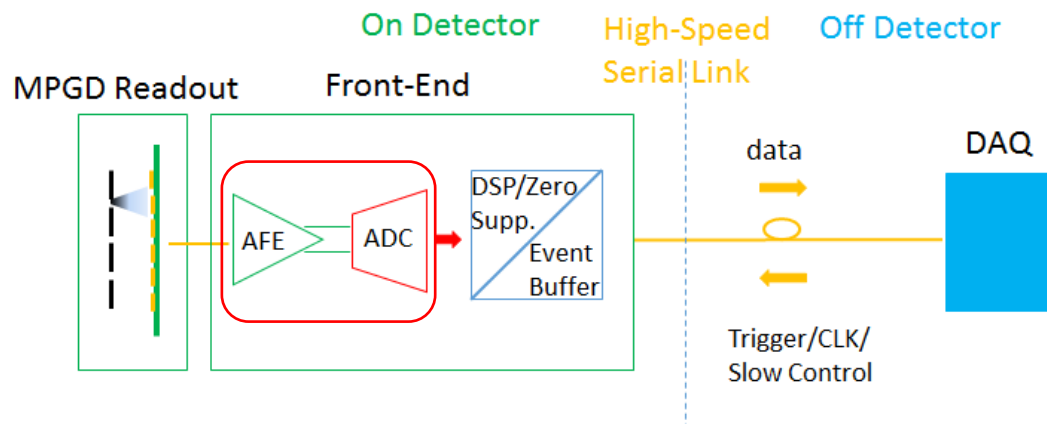 On Detector
High-Speed
Serial Link
Off Detector
MPGD Readout
Front-End
AFE
ADC
DSP/Zero
Supp.
Event
Buffer
data
Trigger/CLK/
Slow Control
DAQ